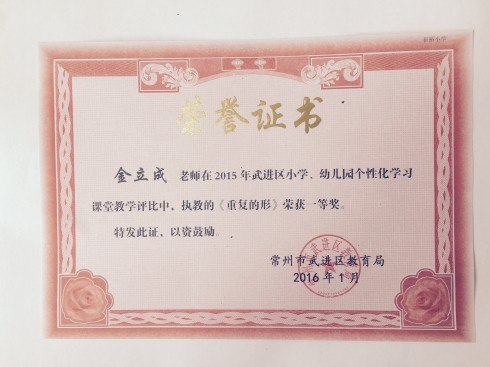 荣誉证书
金立成 老师在2015年武进区小学、幼儿园个性化学习
课堂教学评比中，执教的《重复的形》荣获一等奖。
特发此证，以资鼓励。
常州市武进区教育局
2016年1月